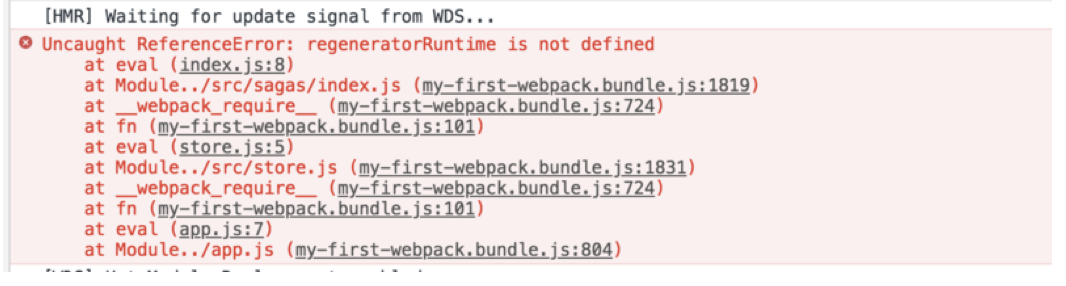 [HMR] Waiting for update signal from WDS...
Uncaught ReferenceError: regeneratorRuntime is not defined
at eval (index.js:8)
at Module../src/sagas/index.js (my-first-webpack.bundle.js:1819)
at __webpack_require__ (my-first-webpack.bundle.js:724)
at fn (my-first-webpack.bundle.js:101)
at eval (store.js:5)
at Module../src/store.js (my-first-webpack.bundle.js:1831)
at __webpack_require__ (my-first-webpack.bundle.js:724)
at fn (my-first-webpack.bundle.js:101)
at eval (app.js:7)
at Module../app.js (my-first-webpack.bundle.js:804)